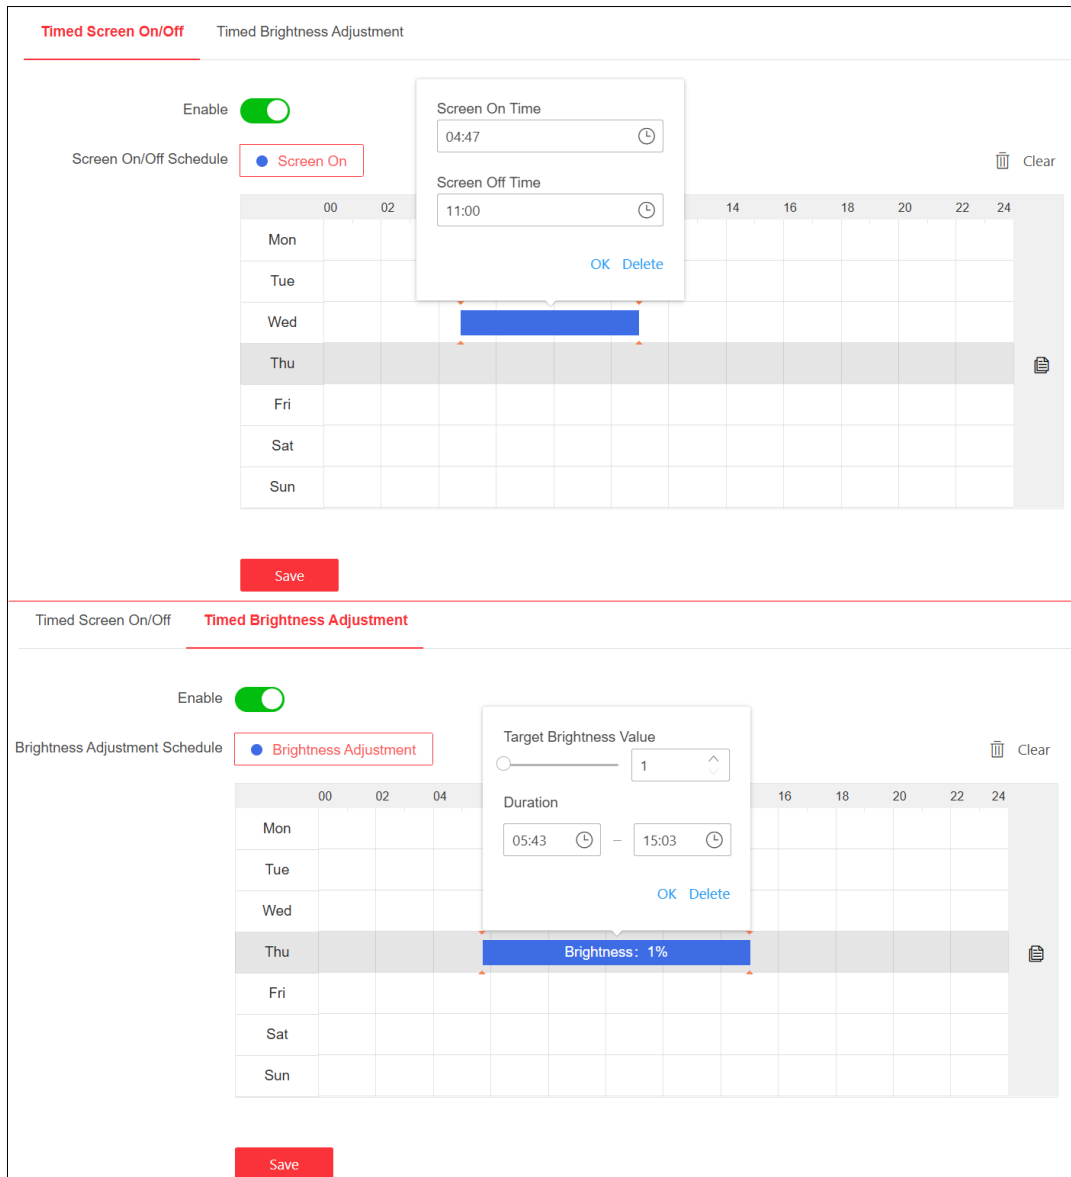 Timed Screen On/Off Timed Brightness Adjustment
Enable
Screen On Time
04:47
Screen On/Off Schedule Screen On
Clear
Screen Off Time
11:00
00 02 14 16 18 20 22 24
OK Delete
Mon
Tue
Wed
Thu
Fri
Sat
Sun
Save
Timed Screen On/Off Timed Brightness Adjustment
Enable
Brightness Adjustment Schedule Brightness Adjustment
Target Brightness Value
1
Clear
00 02 04 16 18 20 22 24
Duration
05:43 – 15:03
OK Delete
Mon
Tue
Wed
Thu Brightness: 1%
Fri
Sat
Sun
Save